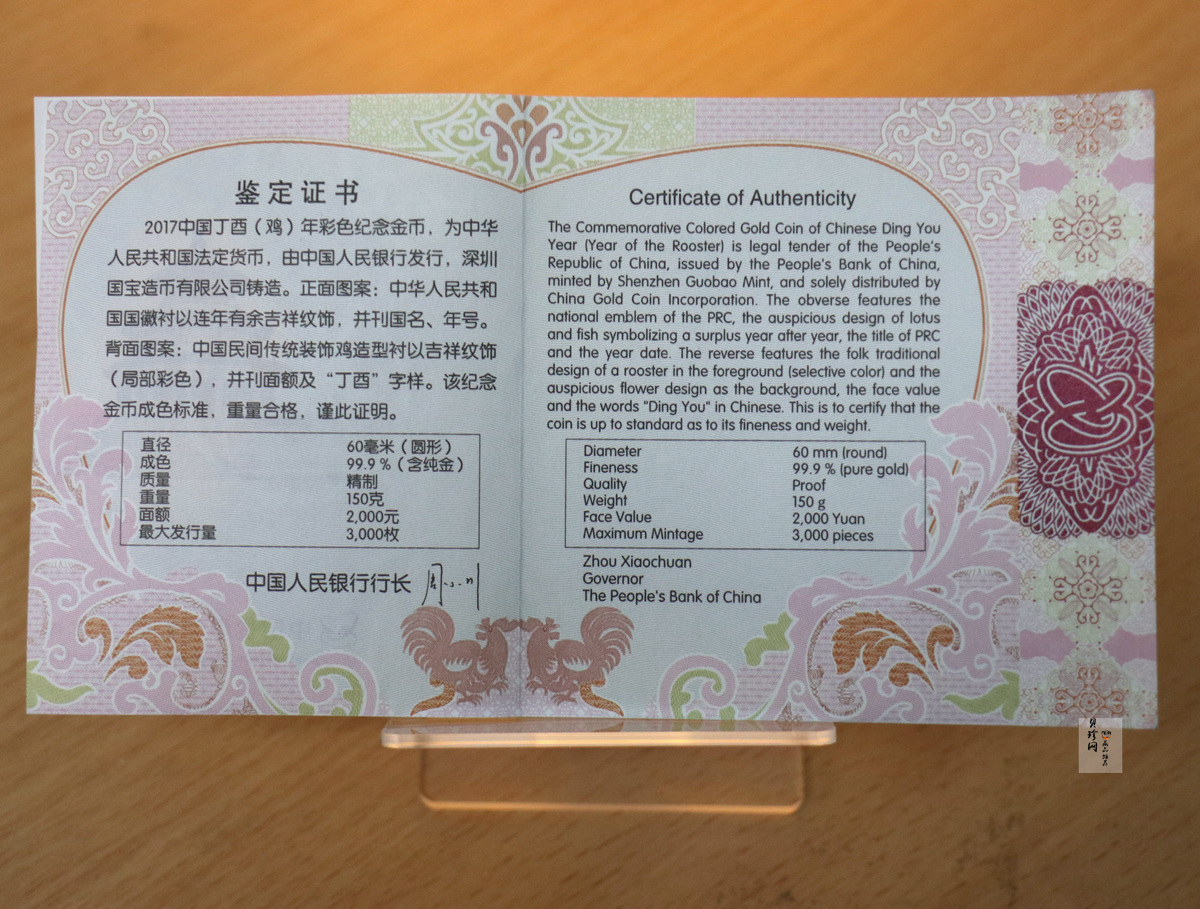 鉴定证书
2017中国丁酉（鸡）年彩色纪念金币，为中华
人民共和国法定货币，由中国人民银行发行，深圳
国宝造币有限公司铸造。正面图案：中华人民共和
国国徽衬以连年有余吉祥纹饰，并刊国名、年号。
背面图案：中国民间传统装饰鸡造型衬以吉祥纹饰
（局部彩色），并刊面额及“丁酉”字样。该纪念
金币成色标准，重量合格，谨此证明。
直径 60毫米（圆形）
成色 99.9 %（含纯金）
质量 精制
重量 150克
面额 2,000元
最大发行量 3,000枚
中国人民银行行长
Certificate of Authenticity
The Commemorative Colored Gold Coin of Chinese Ding You
Year (Year of the Rooster) is legal tender of the People's
Republic of China, issued by the People's Bank of China,
minted by Shenzhen Guobao Mint, and solely distributed by
China Gold Coin Incorporation. The obverse features the
national emblem of the PRC, the auspicious design of lotus
and fish symbolizing a surplus year after year, the title of PRC
and the year date. The reverse features the folk traditional
design of a rooster in the foreground (selective color) and the
auspicious flower design as the background, the face value
and the words "Ding You" in Chinese. This is to certify that the
coin is up to standard as to its fineness and weight.
Diameter 60 mm (round)
Fineness 99.9 % (pure gold)
Quality Proof
Weight 150 g
Face Value 2,000 Yuan
Maximum Mintage 3,000 pieces
Zhou Xiaochuan
Governor
The People's Bank of China
贝珍网